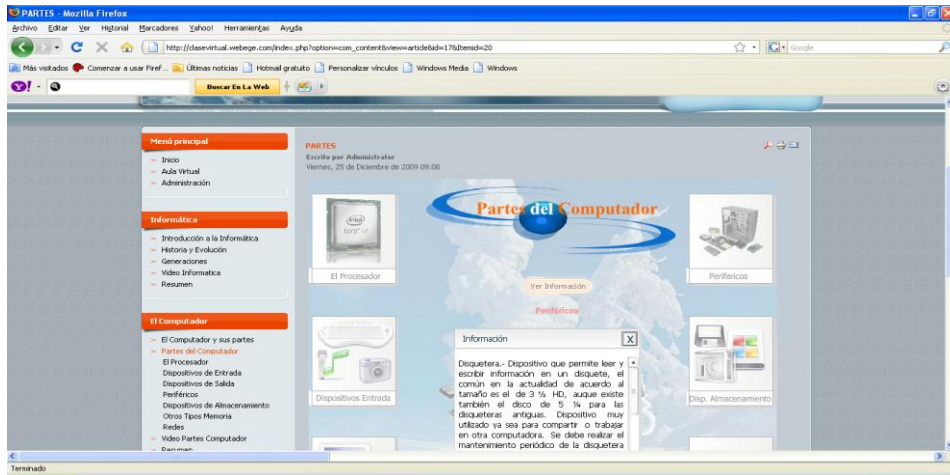 PARTES - Mozilla Firefox
Archivo Editar Ver Historial Marcadores Yahoo! Herramientas Ayuda
http://clasevirtual.webege.com/index.php?option=com_content&view=article&id=17&Itemid=20
Google
Más visitados Comenzar a usar Firef... Últimas noticias Hotmail gratuito Personalizar vínculos Windows Media Windows
Y! Buscar En La Web
Menú principal
Inicio
Aula Virtual
Administración
Informática
Introducción a la Informática
Historia y Evolución
Generaciones
Video Informatica
Resumen
El Computador
El Computador y sus partes
Partes del Computador
El Procesador
Dispositivos de Entrada
Dispositivos de Salida
Periféricos
Dispositivos de Almacenamiento
Otros Tipos Memoria
Redes
Video Partes Computador
Resumen
PARTES
Escrito por Administrator
Viernes, 25 de Diciembre de 2009 09:08
Partes del Computador
(intel)
CORE i7
El Procesador
Perifericos
Ver Información
Perifericos
Dispositivos Entrada
Disp. Almacenamiento
Información
X
Disquetera.- Dispositivo que permite leer y
escribir información en un disquete, el
común en la actualidad de acuerdo al
tamaño es el de 3 ½ HD, auque existe
también el disco de 5 ¼ para las
disqueteras antiguas. Dispositivo muy
utilizado ya sea para compartir o trabajar
en otra computadora. Se debe realizar el
mantenimiento periódico de la disquetera
Terminado